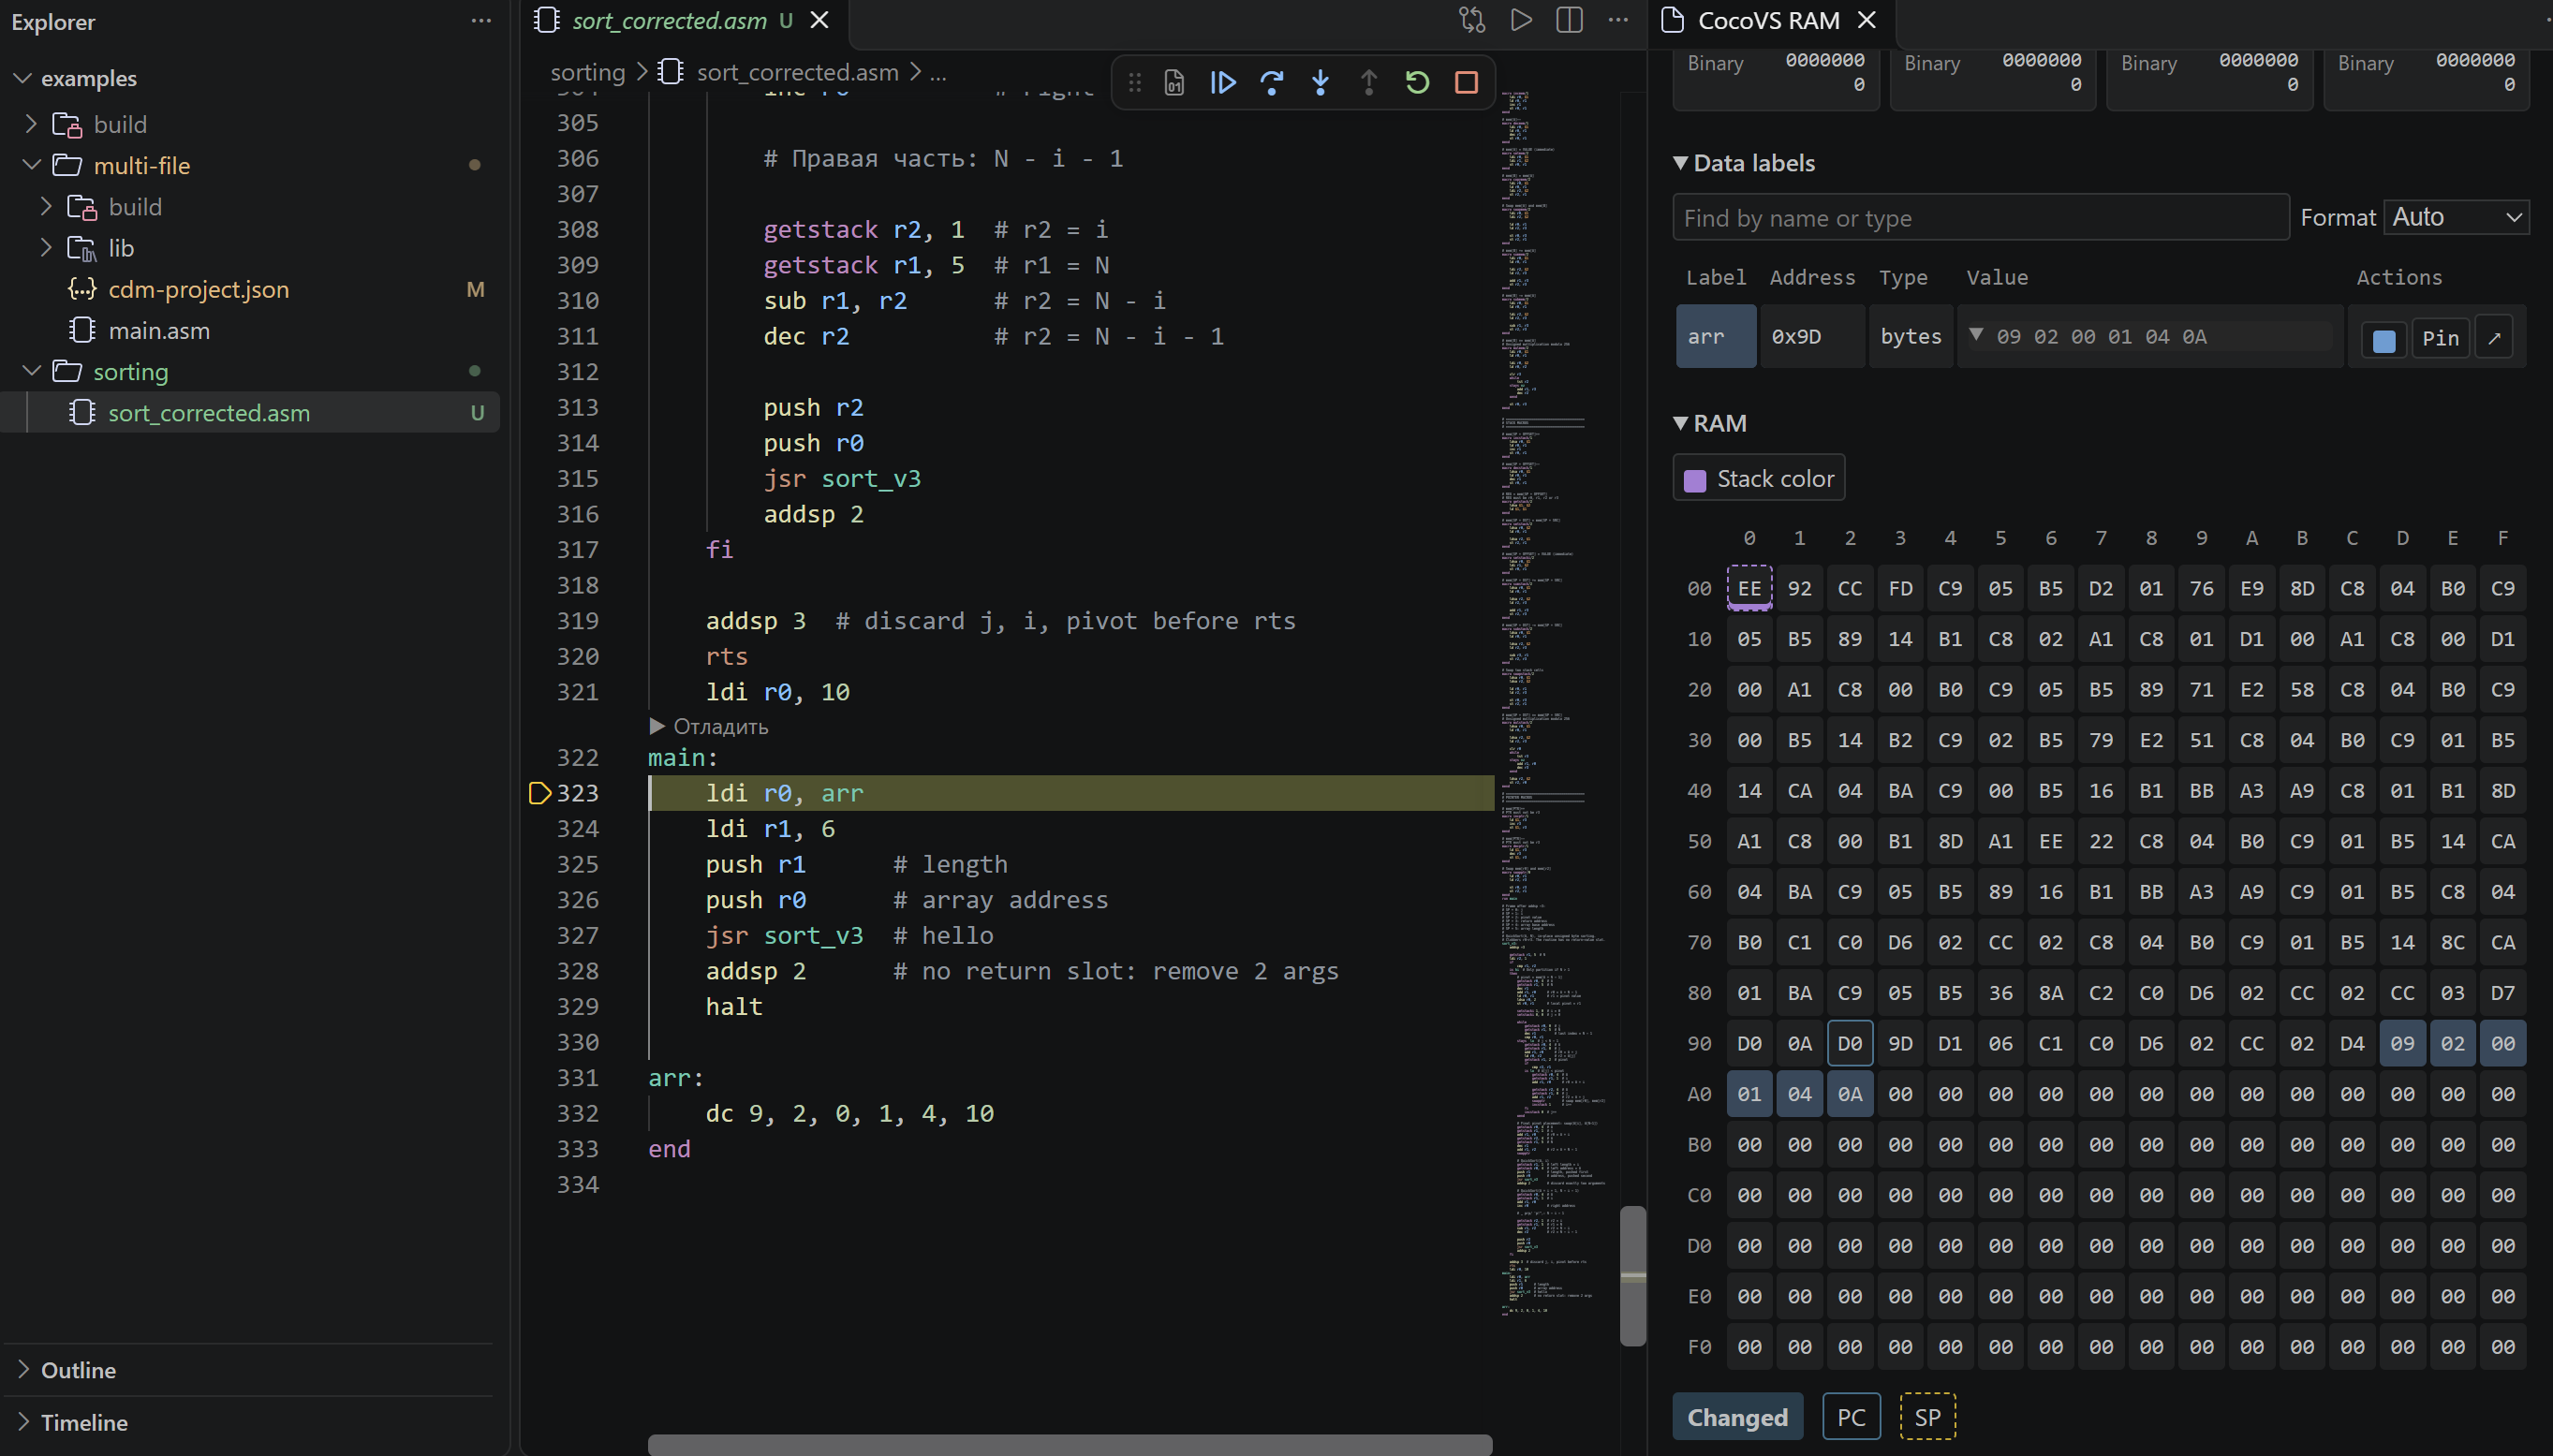 Explorer
examples
build
multi-file
build
lib
cdm-project.json M
main.asm
sorting
sort_corrected.asm U
Outline
Timeline
sort_corrected.asm U
sorting > sort_corrected.asm > ...
305
306 # Правая часть: N - i - 1
307
308 getstack r2, 1 # r2 = i
309 getstack r1, 5 # r1 = N
310 sub r1, r2 # r2 = N - i
311 dec r2 # r2 = N - i - 1
312
313 push r2
314 push r0
315 jsr sort_v3
316 addsp 2
317 fi
318
319 addsp 3 # discard j, i, pivot before rts
320 rts
321 ldi r0, 10
Отладить
322 main:
323 ldi r0, arr
324 ldi r1, 6
325 push r1 # length
326 push r0 # array address
327 jsr sort_v3 # hello
328 addsp 2 # no return slot: remove 2 args
329 halt
330
331 arr:
332 dc 9, 2, 0, 1, 4, 10
333 end
334
CocoVS RAM
Binary 0000000 Binary 0000000 Binary 0000000 Binary 0000000
0 0 0 0
Data labels
Find by name or type Format Auto
Label Address Type Value Actions
arr 0x9D bytes 09 02 00 01 04 0A Pin
RAM
Stack color
0 1 2 3 4 5 6 7 8 9 A B C D E F
00 EE 92 CC FD C9 05 B5 D2 01 76 E9 8D C8 04 B0 C9
10 05 B5 89 14 B1 C8 02 A1 C8 01 D1 00 A1 C8 00 D1
20 00 A1 C8 00 B0 C9 05 B5 89 71 E2 58 C8 04 B0 C9
30 00 B5 14 B2 C9 02 B5 79 E2 51 C8 04 B0 C9 01 B5
40 14 CA 04 BA C9 00 B5 16 B1 BB A3 A9 C8 01 B1 8D
50 A1 C8 00 B1 8D A1 EE 22 C8 04 B0 C9 01 B5 14 CA
60 04 BA C9 05 B5 89 16 B1 BB A3 A9 C9 01 B5 C8 04
70 B0 C1 C0 D6 02 CC 02 C8 04 B0 C9 01 B5 14 8C CA
80 01 BA C9 05 B5 36 8A C2 C0 D6 02 CC 02 CC 03 D7
90 D0 0A D0 9D D1 06 C1 C0 D6 02 CC 02 D4 09 02 00
A0 01 04 0A 00 00 00 00 00 00 00 00 00 00 00 00 00
B0 00 00 00 00 00 00 00 00 00 00 00 00 00 00 00 00
C0 00 00 00 00 00 00 00 00 00 00 00 00 00 00 00 00
D0 00 00 00 00 00 00 00 00 00 00 00 00 00 00 00 00
E0 00 00 00 00 00 00 00 00 00 00 00 00 00 00 00 00
F0 00 00 00 00 00 00 00 00 00 00 00 00 00 00 00 00
Changed PC SP